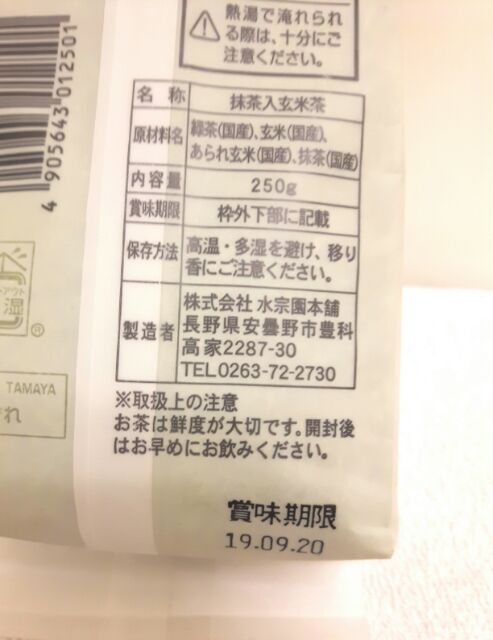 熱湯で淹れられ
る際は、十分にご
注意ください。
4 905643 012501
名 称 抹茶入玄米茶
原材料名 緑茶(国産)、玄米(国産)、
あられ玄米(国産)、抹茶(国産)
内容量 250g
賞味期限 枠外下部に記載
保存方法 高温・多湿を避け、移り
香にご注意ください。
製造者 株式会社 水宗園本舗
長野県安曇野市豊科
高家2287-30
TEL0263-72-2730
アウト
湿
®
TAMAYA
れ
※取扱上の注意
お茶は鮮度が大切です。開封後
はお早めにお飲みください。
賞味期限
19.09.20